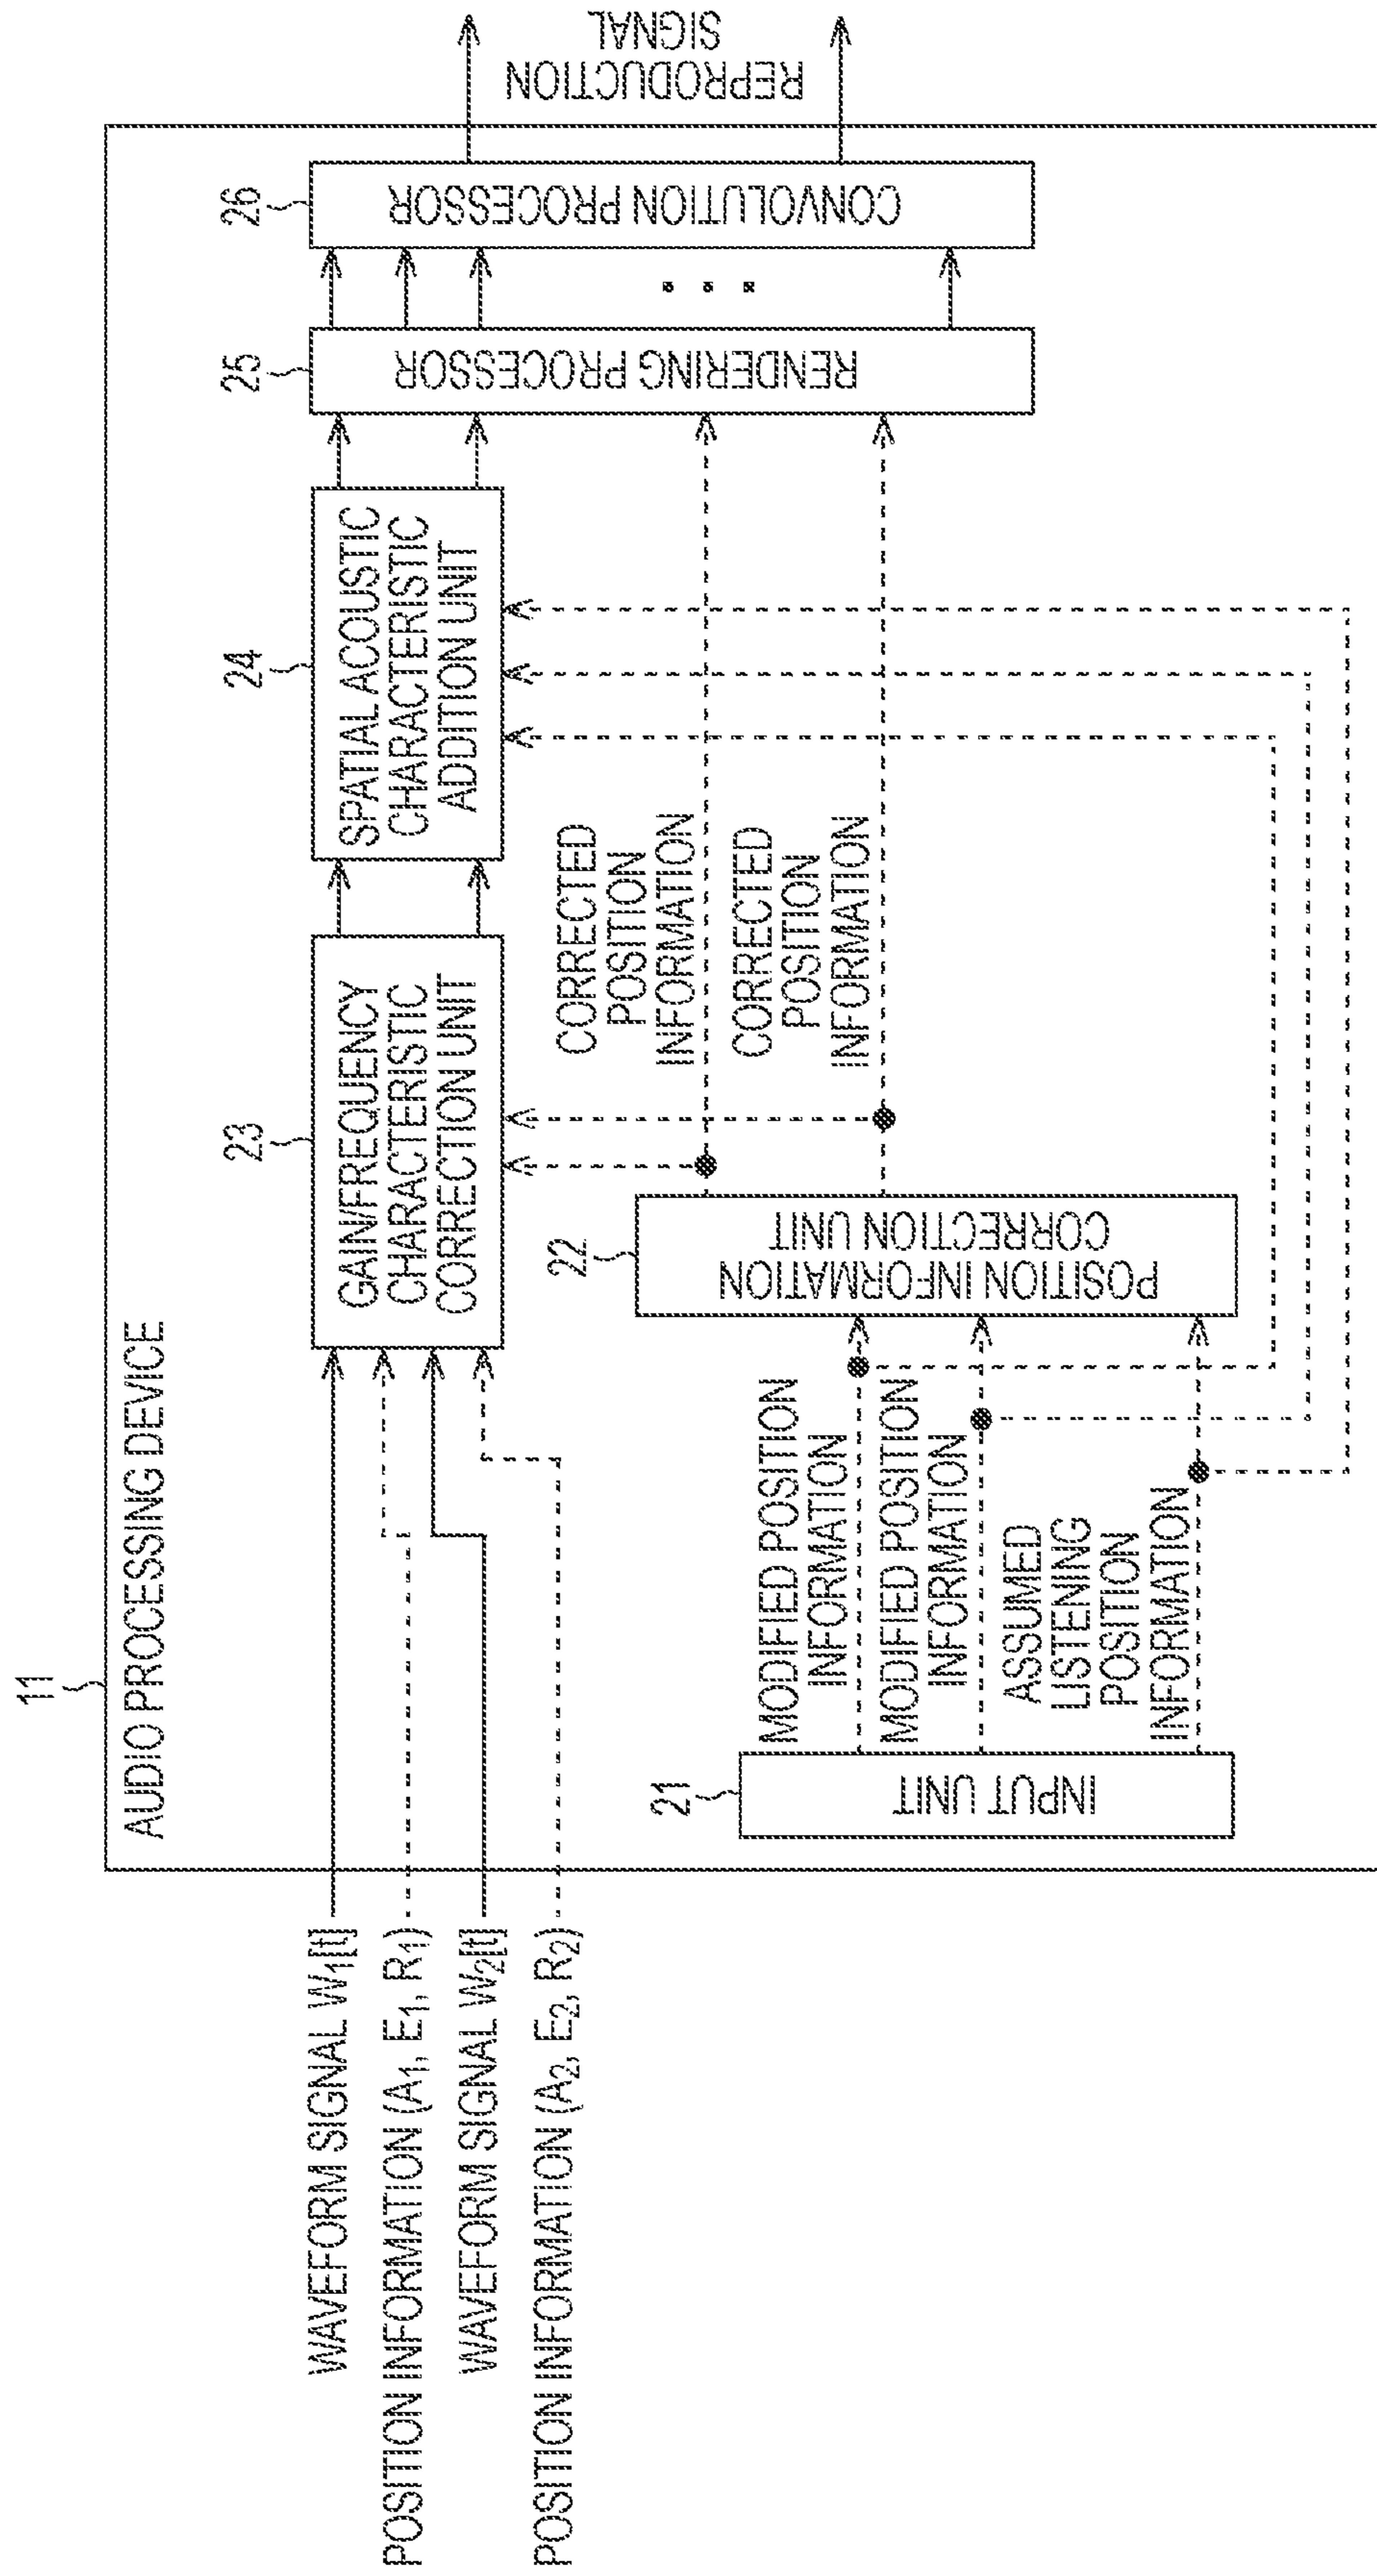 11
AUDIO PROCESSING DEVICE
WAVEFORM SIGNAL W1[t]
POSITION INFORMATION (A1, E1, R1)
WAVEFORM SIGNAL W2[t]
POSITION INFORMATION (A2, E2, R2)
23
GAIN/FREQUENCY
CHARACTERISTIC
CORRECTION UNIT
24
SPATIAL ACOUSTIC
CHARACTERISTIC
ADDITION UNIT
25
RENDERING PROCESSOR
26
CONVOLUTION PROCESSOR
REPRODUCTION
SIGNAL
21
INPUT UNIT
MODIFIED POSITION
INFORMATION
MODIFIED POSITION
INFORMATION
ASSUMED
LISTENING
POSITION
INFORMATION
22
POSITION INFORMATION
CORRECTION UNIT
CORRECTED
POSITION
INFORMATION
CORRECTED
POSITION
INFORMATION